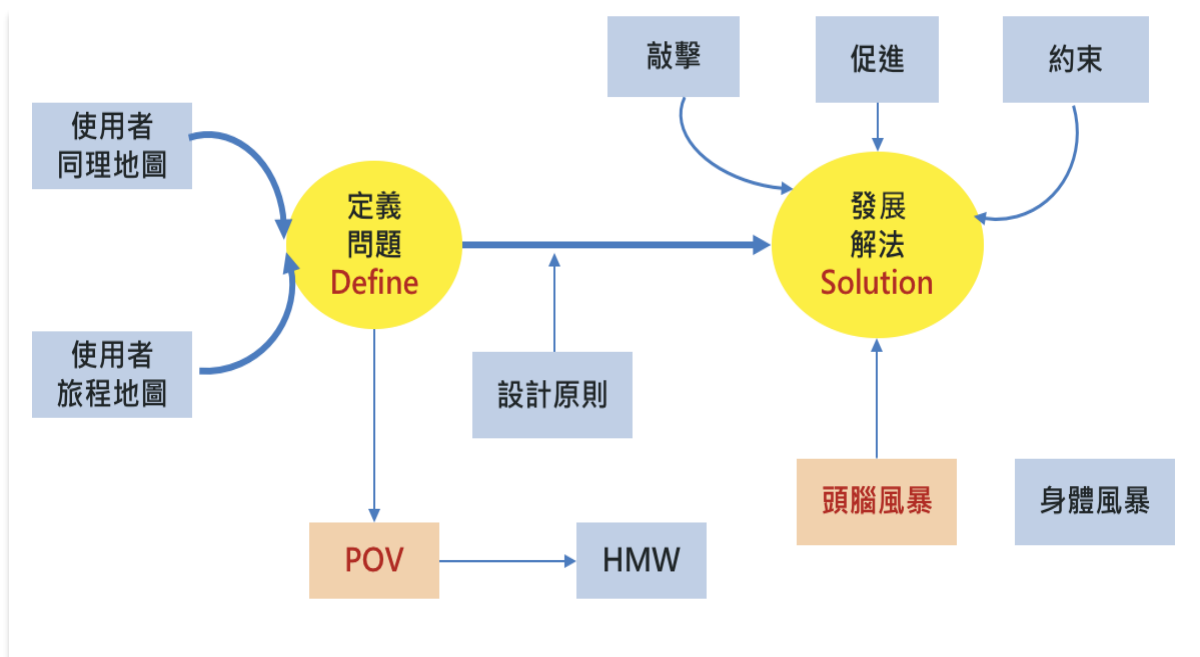 敲擊
促進
約束
使用者
同理地圖
定義
問題
Define
發展
解法
Solution
使用者
旅程地圖
設計原則
頭腦風暴
身體風暴
POV
HMW